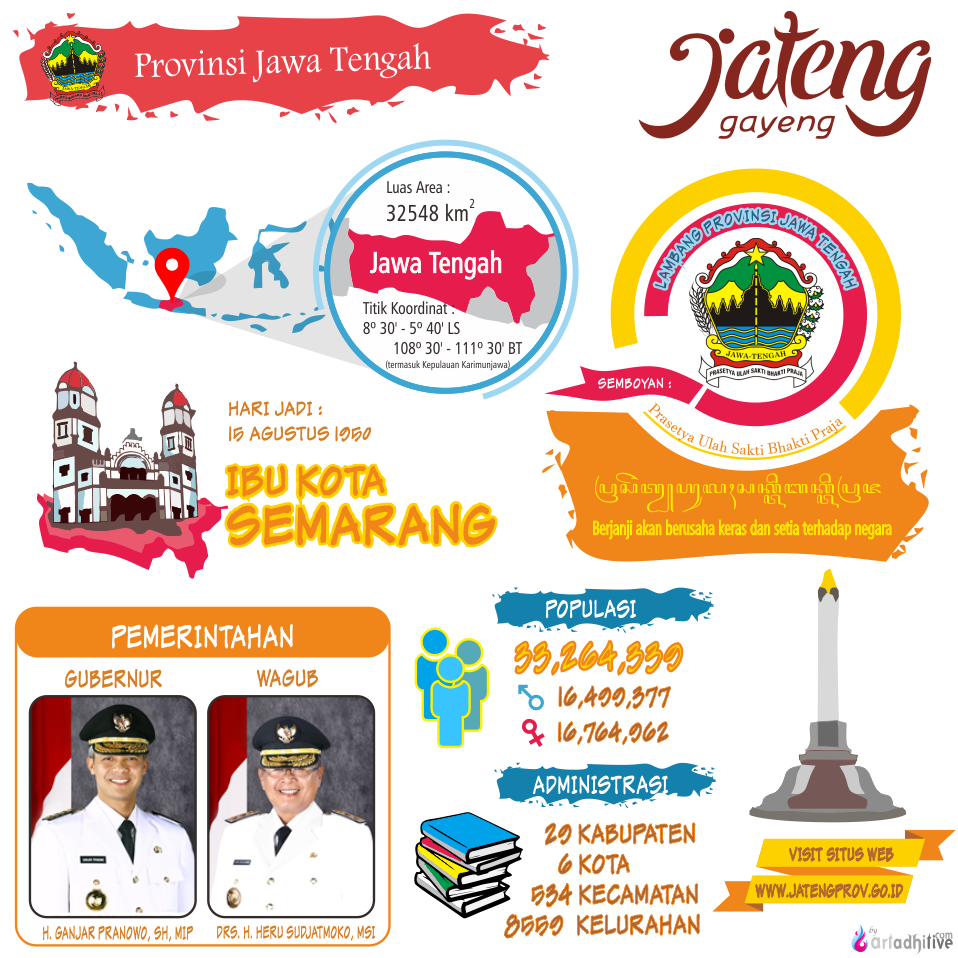 Provinsi Jawa Tengah
JAWA-TENGAH
jateng
gayeng
Luas Area :
32548 km²
Jawa Tengah
Titik Koordinat :
8º 30' - 5º 40' LS
108º 30' - 111º 30' BT
(termasuk Kepulauan Karimunjawa)
LAMBANG PROVINSI JAWA TENGAH
JAWA-TENGAH
PRASETYA ULAH SAKTI BHAKTI PRAJA
SEMBOYAN :
Prasetya Ulah Sakti Bhakti Praja
Berjanji akan berusaha keras dan setia terhadap negara
HARI JADI :
15 AGUSTUS 1950
IBU KOTA
SEMARANG
PEMERINTAHAN
GUBERNUR
WAGUB
H. GANJAR PRANOWO, SH, MIP
DRS. H. HERU SUDJATMOKO, MSI
POPULASI
33,264,339
16,499,377
16,764,962
ADMINISTRASI
29 KABUPATEN
6 KOTA
534 KECAMATAN
8559 KELURAHAN
VISIT SITUS WEB
WWW.JATENGPROV.GO.ID
by
artadhitive.com